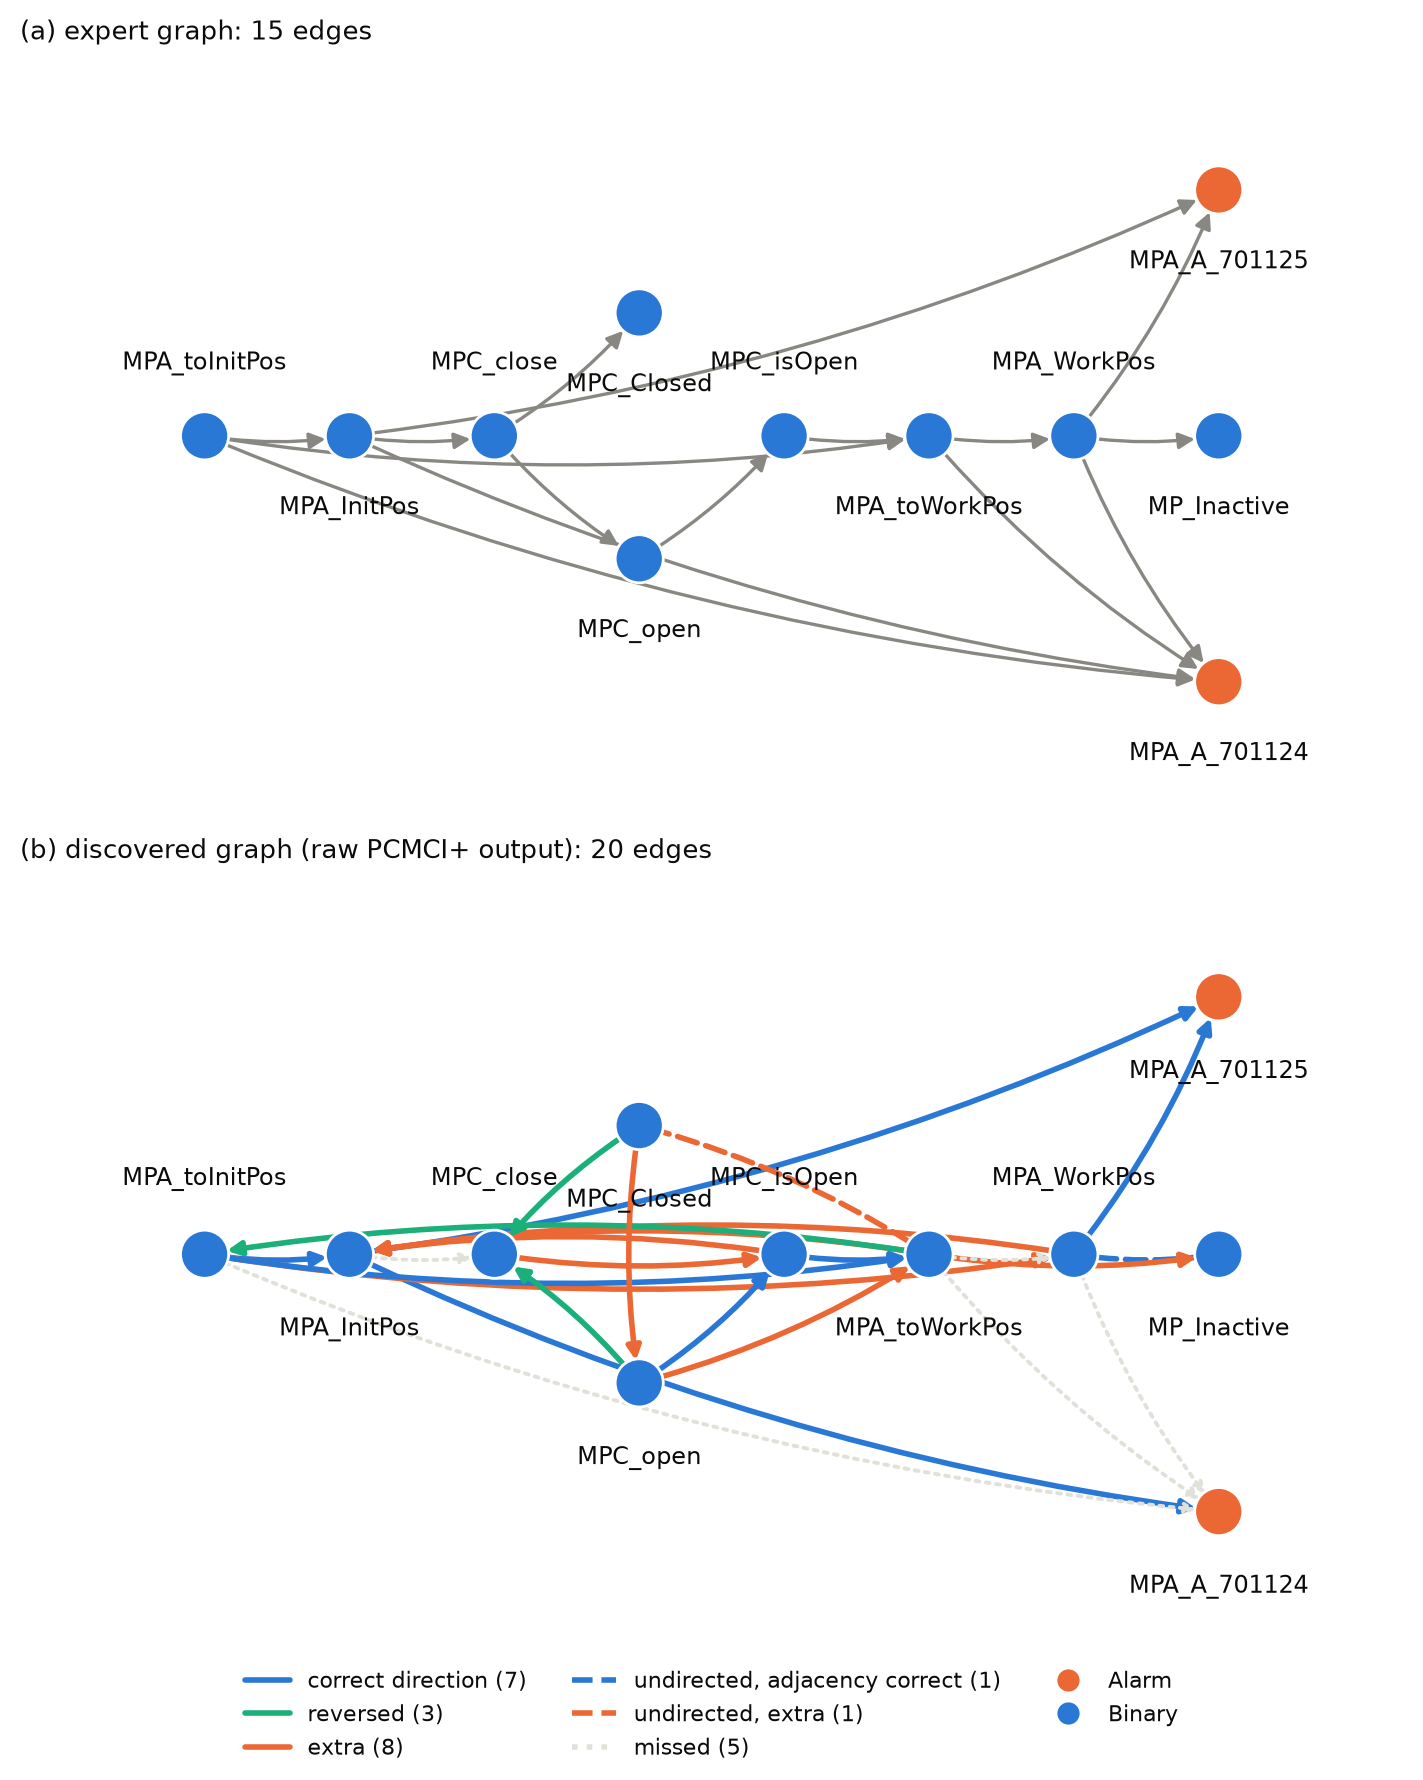 (a) expert graph: 15 edges
MPA_A_701125
MPA_toInitPos
MPC_close
MPC_isOpen
MPA_WorkPos
MPC_Closed
MPA_InitPos
MPA_toWorkPos
MP_Inactive
MPC_open
MPA_A_701124
(b) discovered graph (raw PCMCI+ output): 20 edges
MPA_A_701125
MPA_toInitPos
MPC_close
MPC_isOpen
MPA_WorkPos
MPC_Closed
MPA_InitPos
MPA_toWorkPos
MP_Inactive
MPC_open
MPA_A_701124
correct direction (7)
reversed (3)
extra (8)
undirected, adjacency correct (1)
undirected, extra (1)
missed (5)
Alarm
Binary